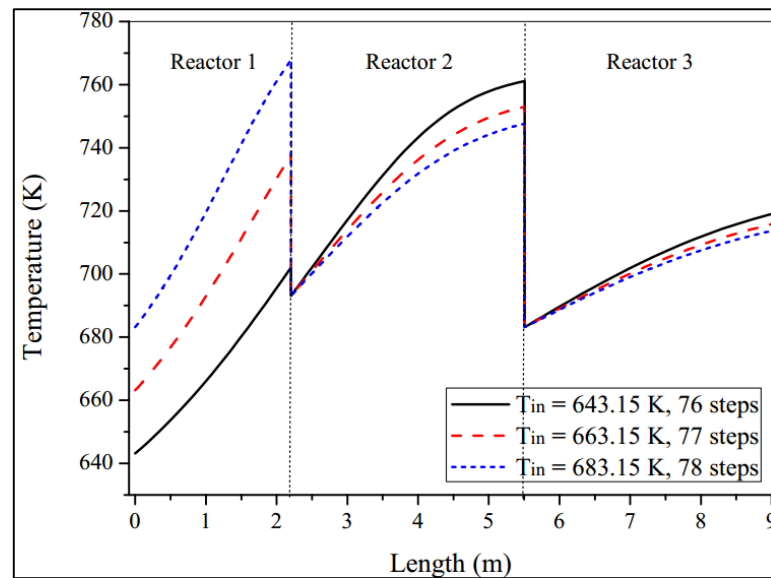 780
760
740
720
700
680
660
640
Temperature (K)
Reactor 1
Reactor 2
Reactor 3
Tin = 643.15 K, 76 steps
Tin = 663.15 K, 77 steps
Tin = 683.15 K, 78 steps
0 1 2 3 4 5 6 7 8 9
Length (m)